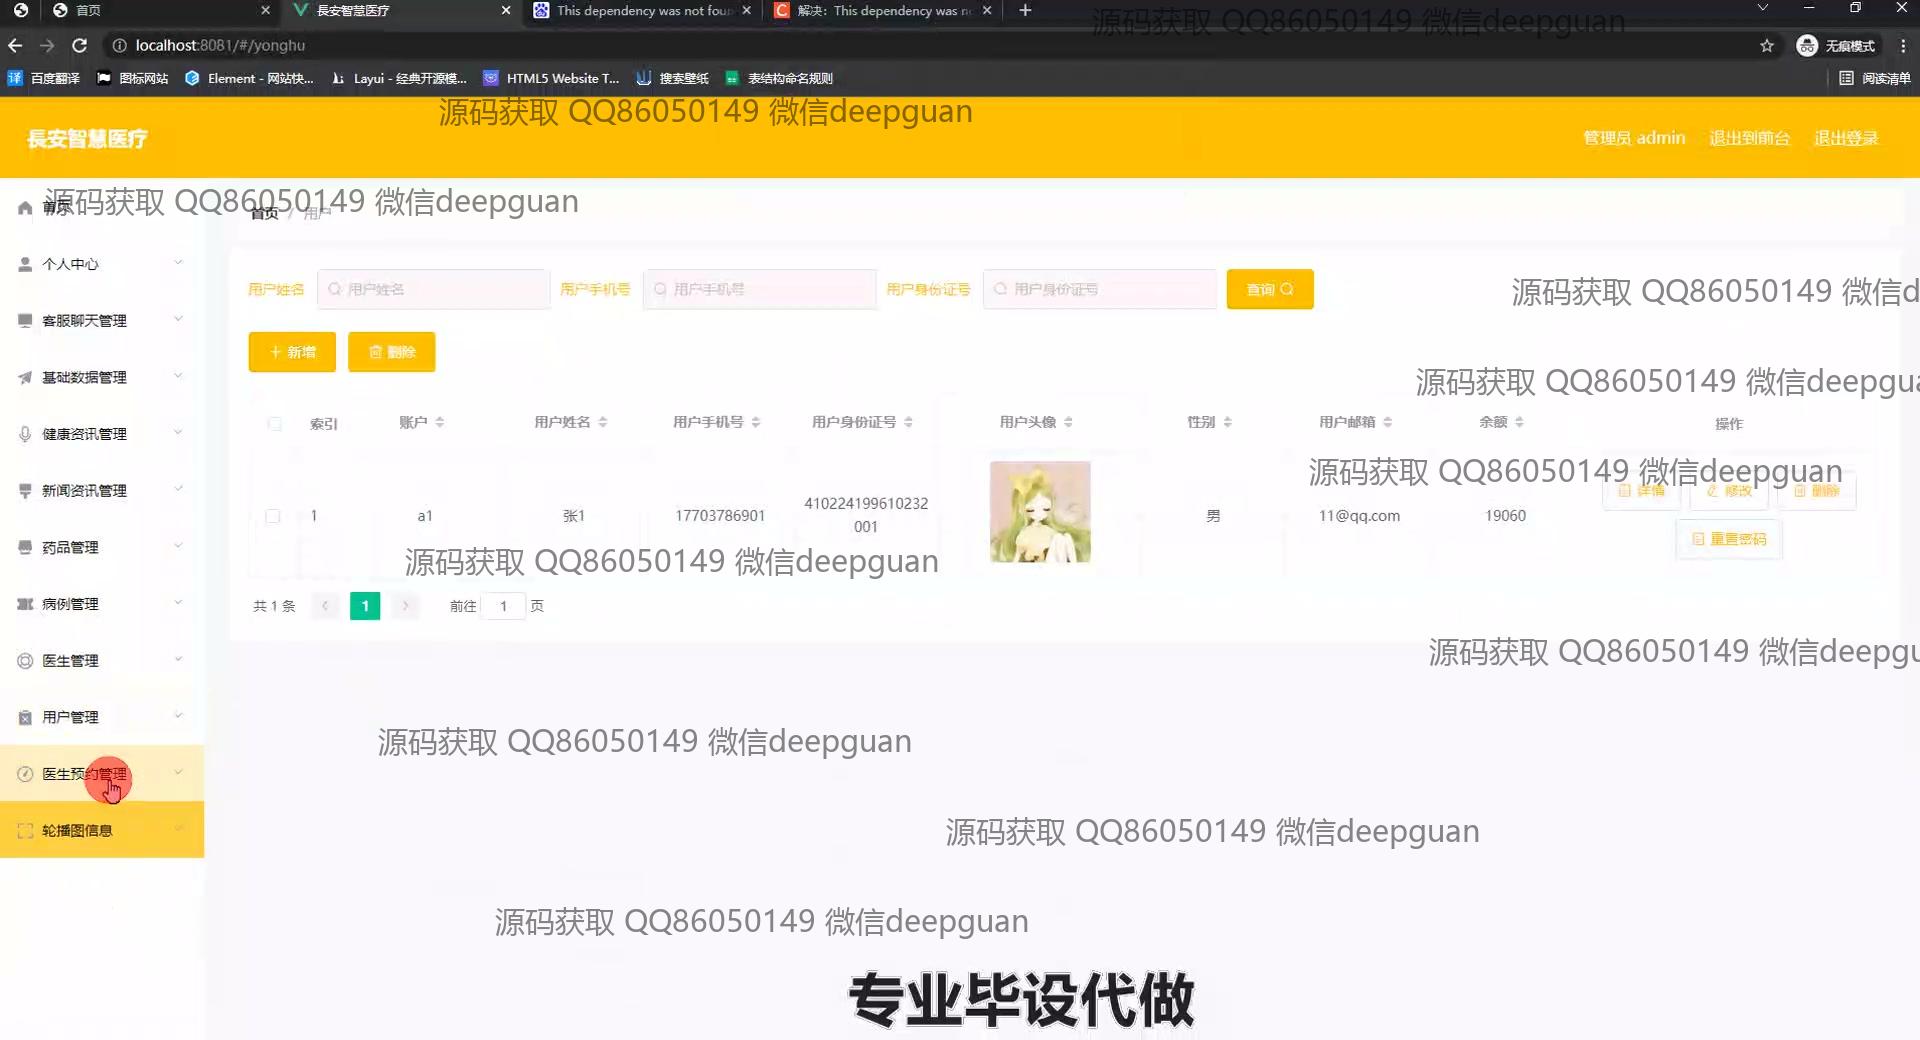 首页
長安智慧医疗
This dependency was not foun
解决：This dependency was n
源码获取 QQ86050149 微信deepguan
localhost:8081/#/yonghu
无痕模式
百度翻译
图标网站
Element - 网站快...
Layui - 经典开源模...
HTML5 Website T...
搜索壁纸
表结构命名规则
阅读清单
源码获取 QQ86050149 微信deepguan
長安智慧医疗
管理员 admin
退出到前台
退出登录
源码获取 QQ86050149 微信deepguan
首页
首页 / 用户
个人中心
客服聊天管理
基础数据管理
健康资讯管理
新闻资讯管理
药品管理
病例管理
医生管理
用户管理
医生预约管理
轮播图信息
用户姓名
用户姓名
用户手机号
用户手机号
用户身份证号
用户身份证号
查询
源码获取 QQ86050149 微信d
新增
删除
源码获取 QQ86050149 微信deepgua
索引
账户
用户姓名
用户手机号
用户身份证号
用户头像
性别
用户邮箱
余额
操作
源码获取 QQ86050149 微信deepguan
1
a1
张1
17703786901
410224199610232
001
男
11@qq.com
19060
详情
修改
删除
重置密码
源码获取 QQ86050149 微信deepguan
共 1 条
1
前往 1 页
源码获取 QQ86050149 微信deepgu
源码获取 QQ86050149 微信deepguan
源码获取 QQ86050149 微信deepguan
源码获取 QQ86050149 微信deepguan
专业毕设代做